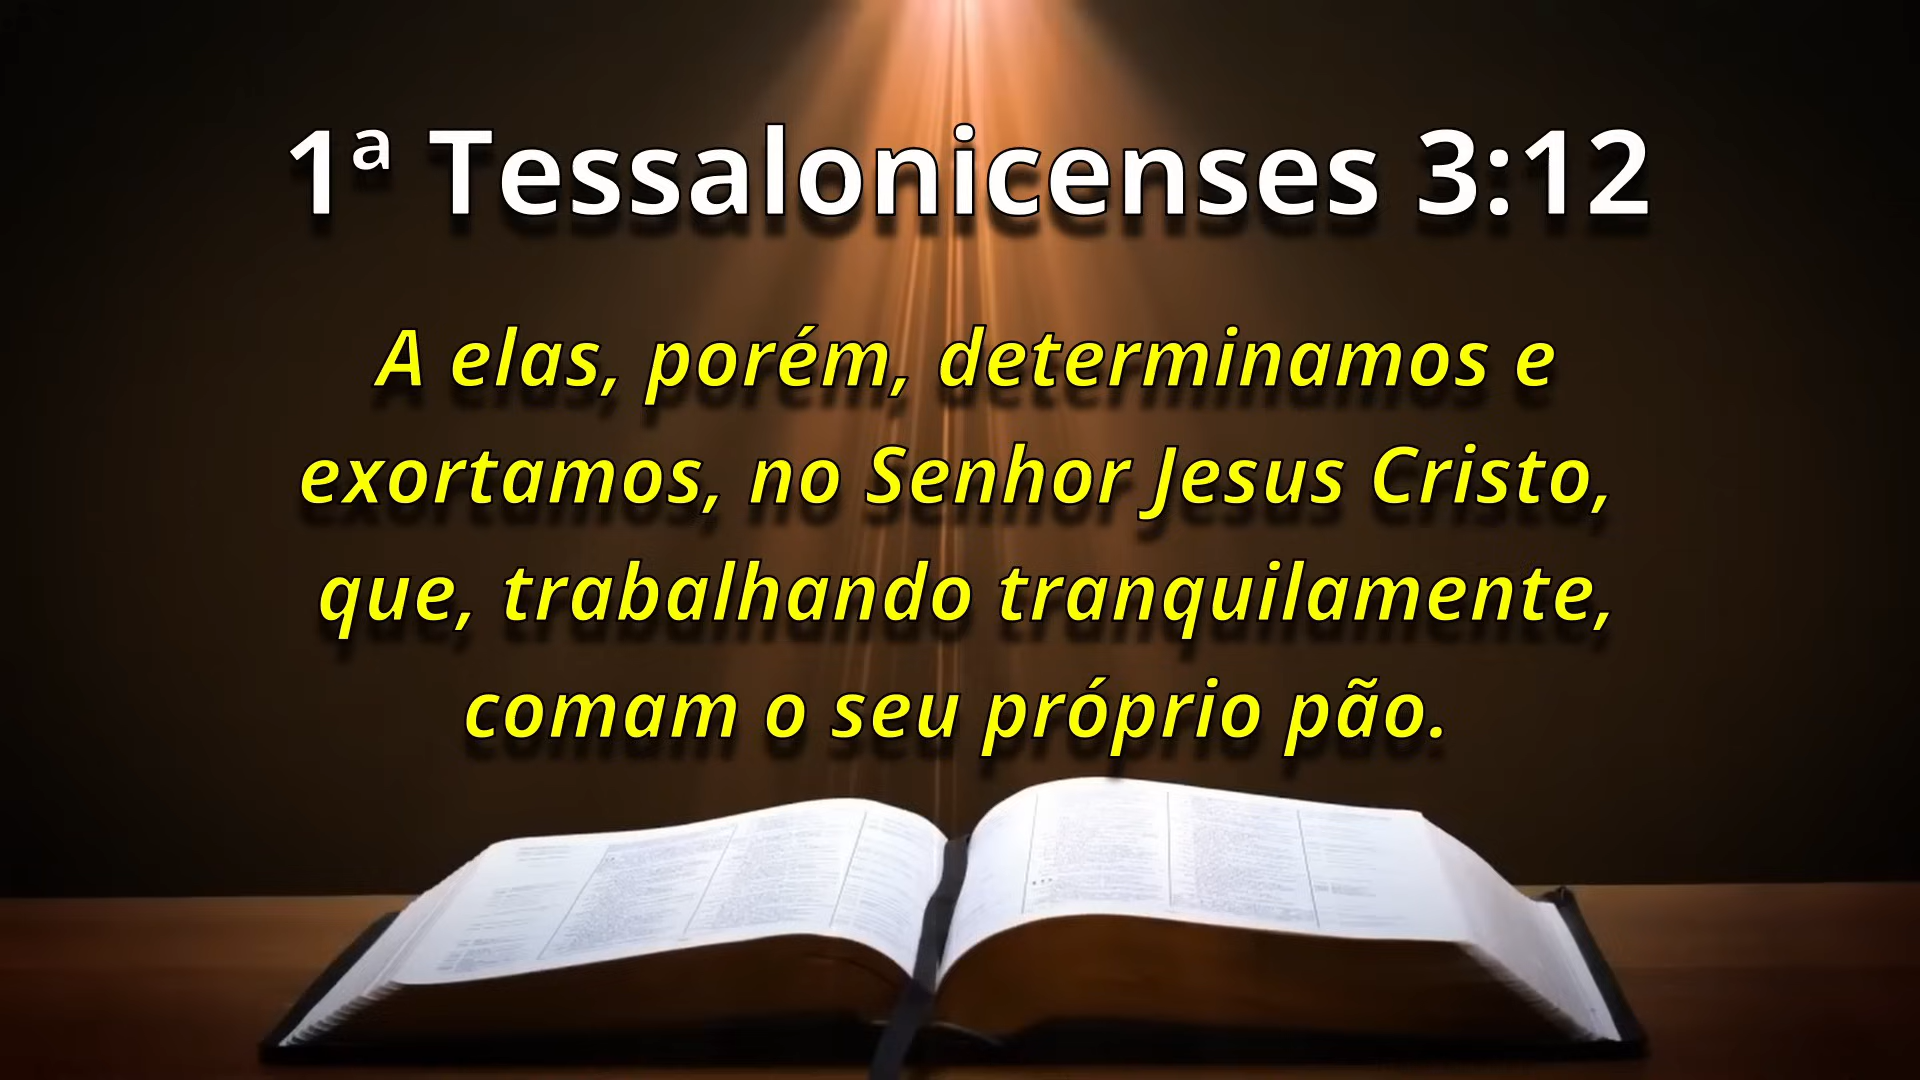 1ª Tessalonicenses 3:12
A elas, porém, determinamos e
exortamos, no Senhor Jesus Cristo,
que, trabalhando tranquilamente,
comam o seu próprio pão.